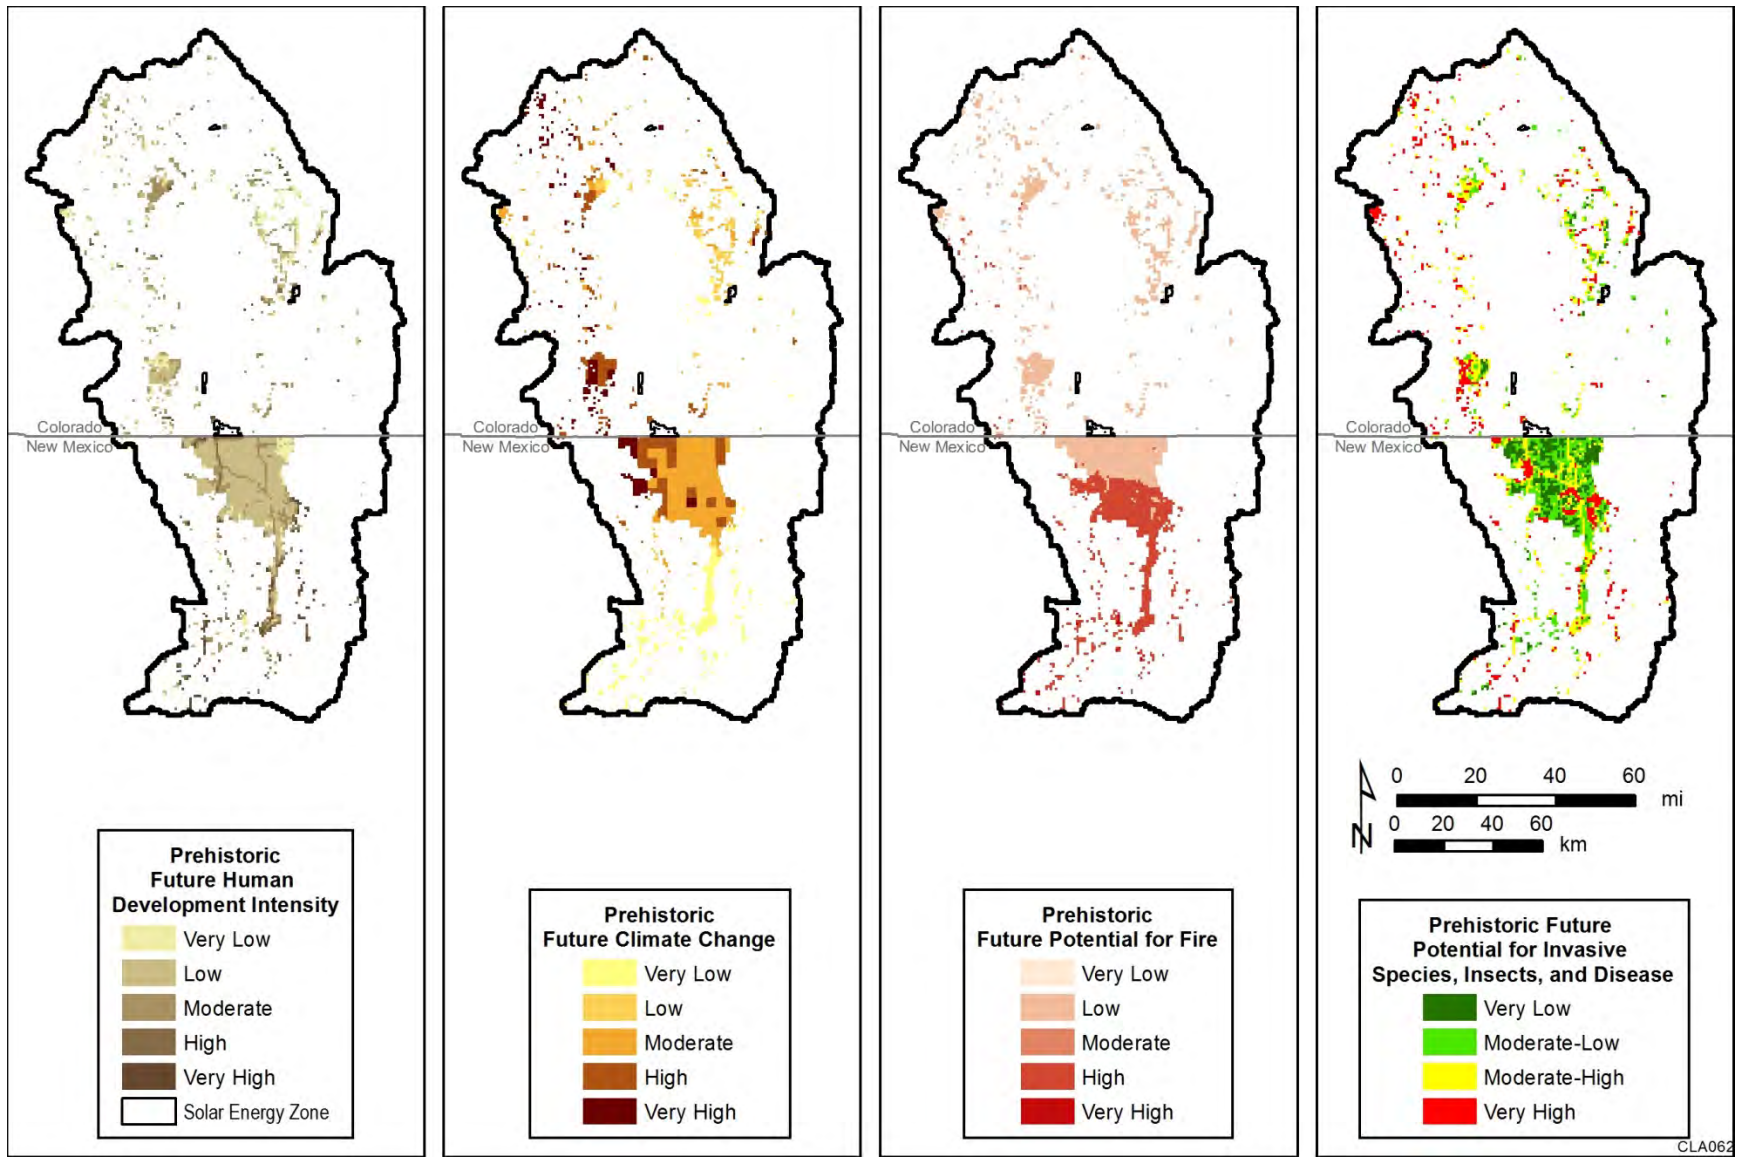 Colorado
New Mexico
Prehistoric
Future Human
Development Intensity
Very Low
Low
Moderate
High
Very High
Solar Energy Zone
Colorado
New Mexico
Prehistoric
Future Climate Change
Very Low
Low
Moderate
High
Very High
Colorado
New Mexico
Prehistoric
Future Potential for Fire
Very Low
Low
Moderate
High
Very High
Colorado
New Mexico
0 20 40 60
mi
0 20 40 60
km
N
Prehistoric Future
Potential for Invasive
Species, Insects, and Disease
Very Low
Moderate-Low
Moderate-High
Very High
CLA062